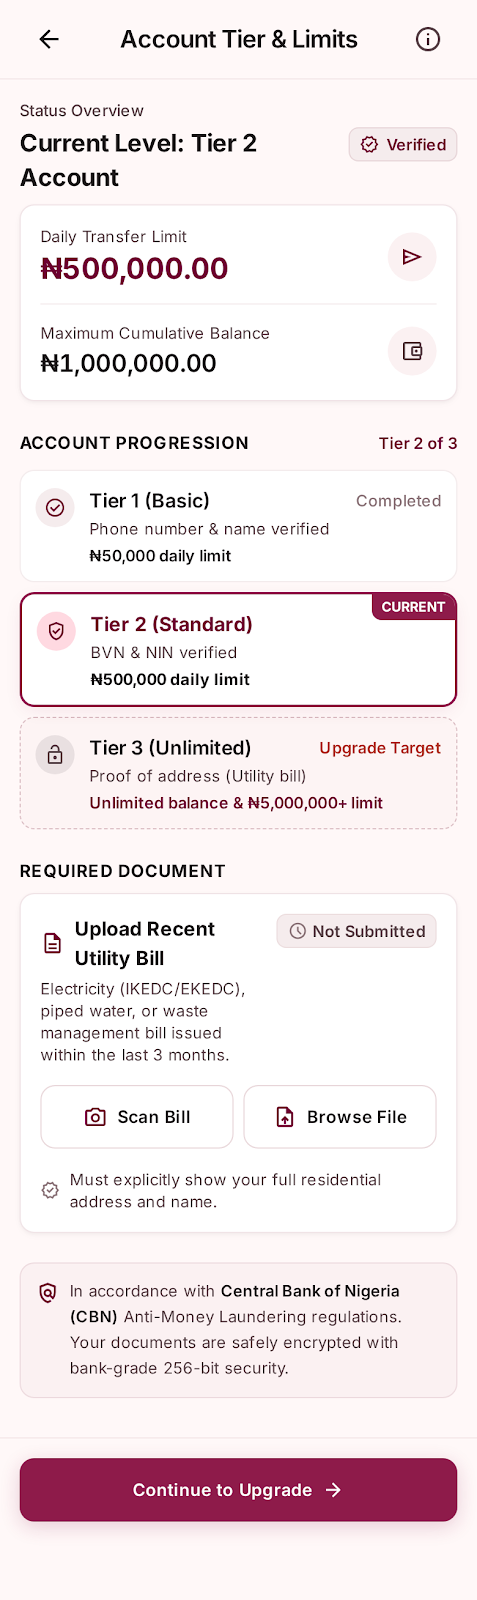 Account Tier & Limits
Status Overview
Current Level: Tier 2
Account
Verified
Daily Transfer Limit
₦500,000.00
Maximum Cumulative Balance
₦1,000,000.00
ACCOUNT PROGRESSION
Tier 2 of 3
Tier 1 (Basic)
Completed
Phone number & name verified
₦50,000 daily limit
CURRENT
Tier 2 (Standard)
BVN & NIN verified
₦500,000 daily limit
Tier 3 (Unlimited)
Upgrade Target
Proof of address (Utility bill)
Unlimited balance & ₦5,000,000+ limit
REQUIRED DOCUMENT
Upload Recent
Utility Bill
Not Submitted
Electricity (IKEDC/EKEDC),
piped water, or waste
management bill issued
within the last 3 months.
Scan Bill
Browse File
Must explicitly show your full residential
address and name.
In accordance with Central Bank of Nigeria
(CBN) Anti-Money Laundering regulations.
Your documents are safely encrypted with
bank-grade 256-bit security.
Continue to Upgrade